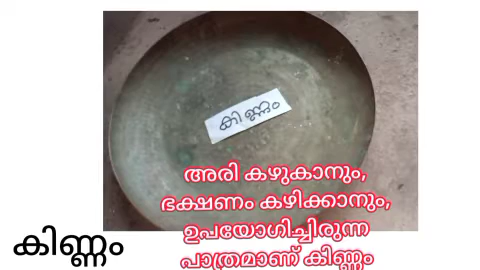 കിണ്ണം
അരി കഴുകാനും,
ഭക്ഷണം കഴിക്കാനും,
ഉപയോഗിച്ചിരുന്ന
പാത്രമാണ് കിണ്ണം
കിണ്ണം